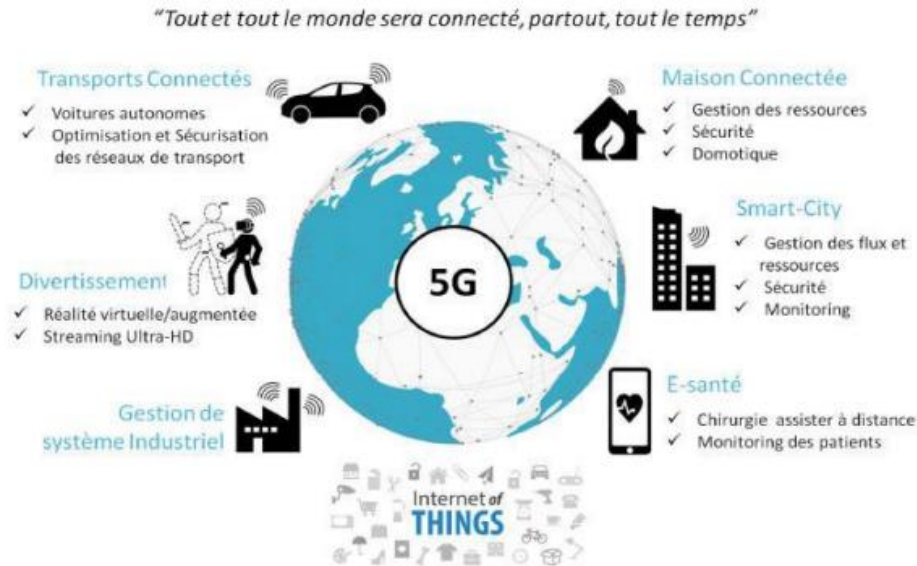 "Tout et tout le monde sera connecté, partout, tout le temps"
Transports Connectés
✓ Voitures autonomes
✓ Optimisation et Sécurisation
des réseaux de transport
Maison Connectée
✓ Gestion des ressources
✓ Sécurité
✓ Domotique
Divertissement
✓ Réalité virtuelle/augmentée
✓ Streaming Ultra-HD
5G
Smart-City
✓ Gestion des flux et
ressources
✓ Sécurité
✓ Monitoring
Gestion de
système Industriel
E-santé
✓ Chirurgie assister à distance
✓ Monitoring des patients
Internet of
THINGS